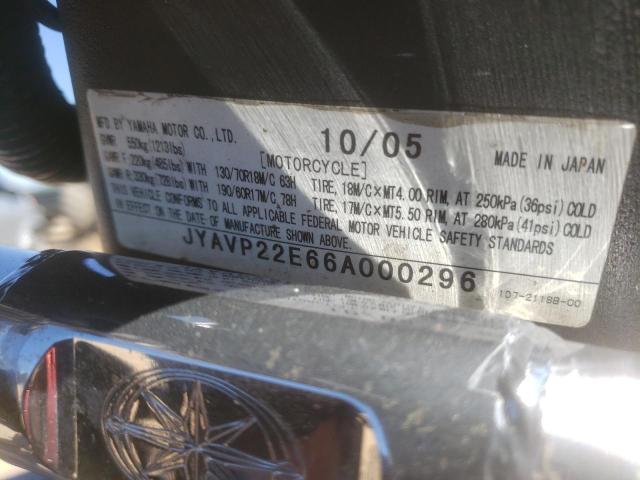 MFD BY YAMAHA MOTOR CO.,LTD. 10/05 MADE IN JAPAN
GVWR 550kg(1213lbs) [MOTORCYCLE]
GAWR F.220kg(485lbs)WITH 130/70R18M/C 63H TIRE, 18M/C×MT4.00 RIM, AT 250kPa(36psi)COLD
GAWR R.330kg(728lbs)WITH 190/60R17M/C 78H TIRE, 17M/C×MT5.50 RIM, AT 280kPa(41psi)COLD
THIS VEHICLE CONFORMS TO ALL APPLICABLE FEDERAL MOTOR VEHICLE SAFETY STANDARDS
IN EFFECT ON THE DATE OF MANUFACTURE SHOWN ABOVE.
JYAVP22E66A000296
1D7-2118B-00